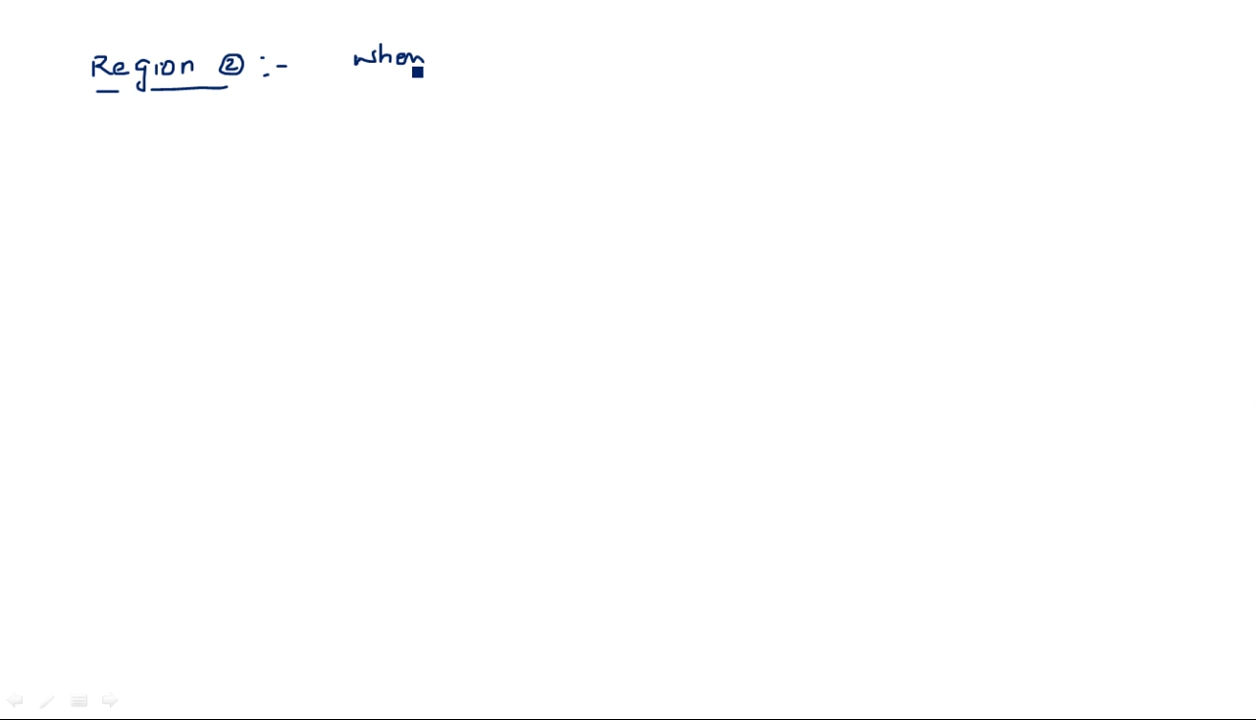 Region ② :- when